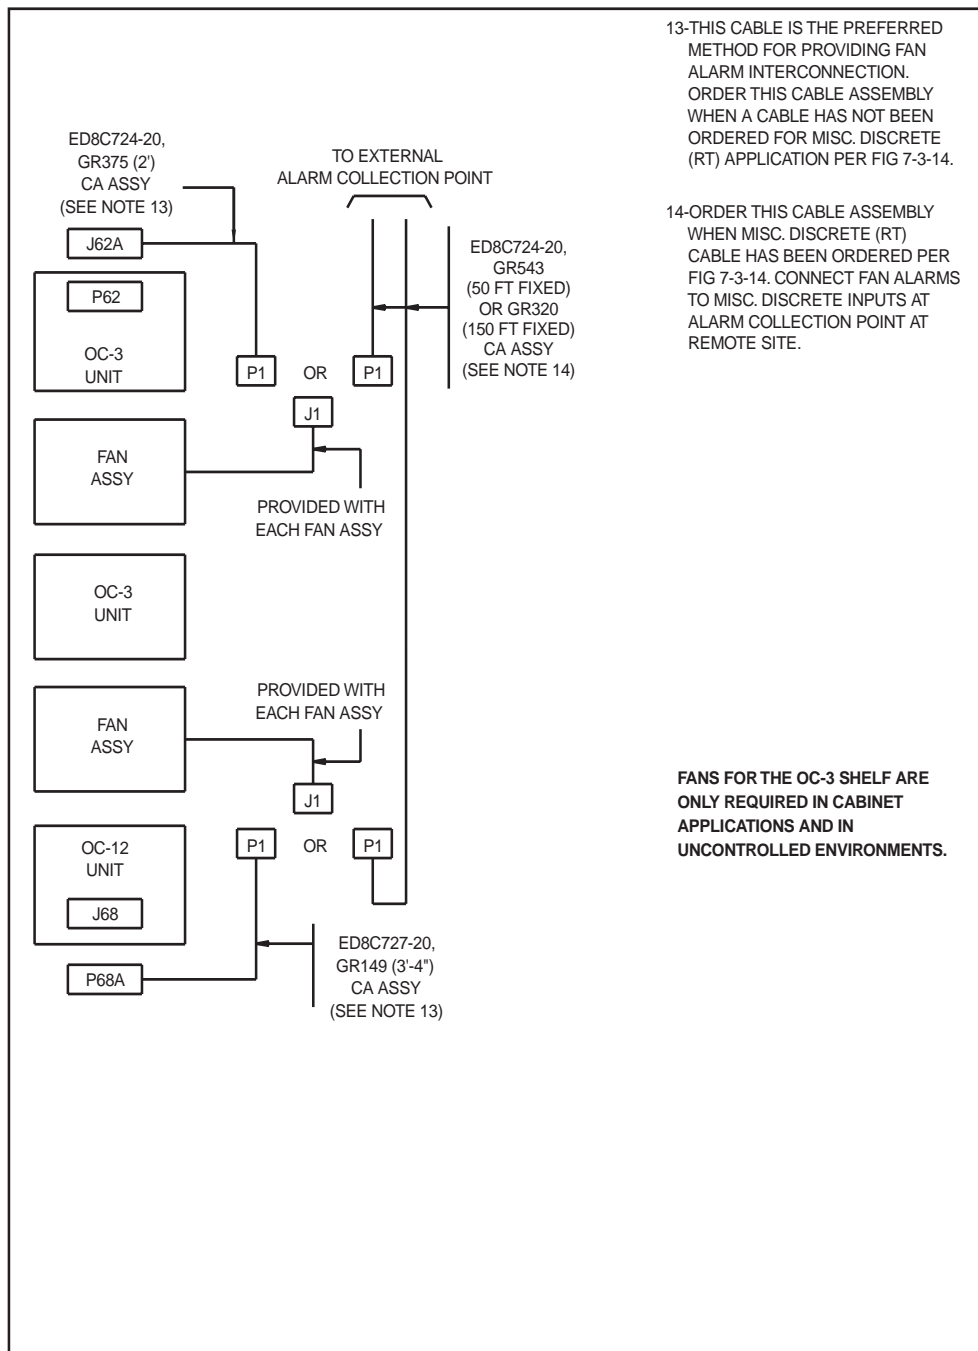 13-THIS CABLE IS THE PREFERRED
METHOD FOR PROVIDING FAN
ALARM INTERCONNECTION.
ORDER THIS CABLE ASSEMBLY
WHEN A CABLE HAS NOT BEEN
ORDERED FOR MISC. DISCRETE
(RT) APPLICATION PER FIG 7-3-14.
14-ORDER THIS CABLE ASSEMBLY
WHEN MISC. DISCRETE (RT)
CABLE HAS BEEN ORDERED PER
FIG 7-3-14. CONNECT FAN ALARMS
TO MISC. DISCRETE INPUTS AT
ALARM COLLECTION POINT AT
REMOTE SITE.
ED8C724-20,
GR375 (2')
CA ASSY
(SEE NOTE 13)
TO EXTERNAL
ALARM COLLECTION POINT
J62A
P62
OC-3
UNIT
ED8C724-20,
GR543
(50 FT FIXED)
OR GR320
(150 FT FIXED)
CA ASSY
(SEE NOTE 14)
P1 OR P1
J1
FAN
ASSY
PROVIDED WITH
EACH FAN ASSY
OC-3
UNIT
PROVIDED WITH
EACH FAN ASSY
FAN
ASSY
J1
FANS FOR THE OC-3 SHELF ARE
ONLY REQUIRED IN CABINET
APPLICATIONS AND IN
UNCONTROLLED ENVIRONMENTS.
P1 OR P1
OC-12
UNIT
J68
P68A
ED8C727-20,
GR149 (3'-4")
CA ASSY
(SEE NOTE 13)